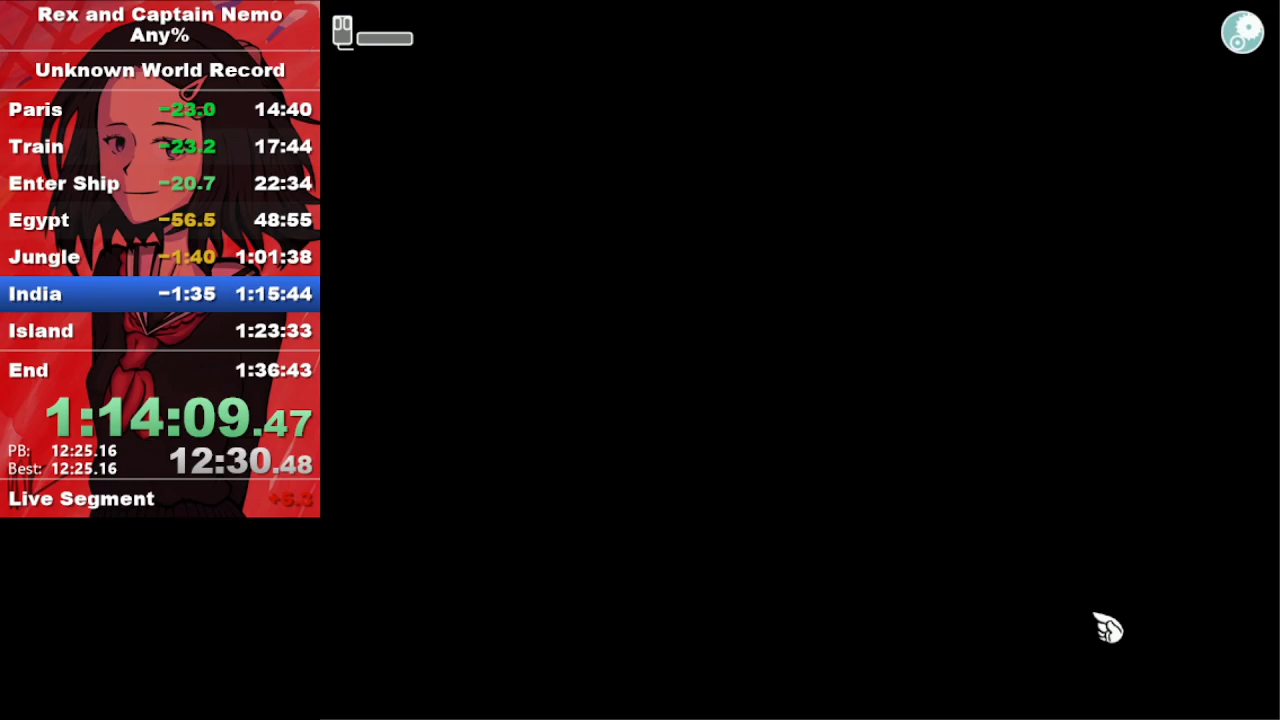 Rex and Captain Nemo
Any%
Unknown World Record
Paris -23.0 14:40
Train -23.2 17:44
Enter Ship -20.7 22:34
Egypt -56.5 48:55
Jungle -1:40 1:01:38
India -1:35 1:15:44
Island 1:23:33
End 1:36:43
1:14:09.47
PB: 12:25.16
Best: 12:25.16
12:30.48
Live Segment +5.3